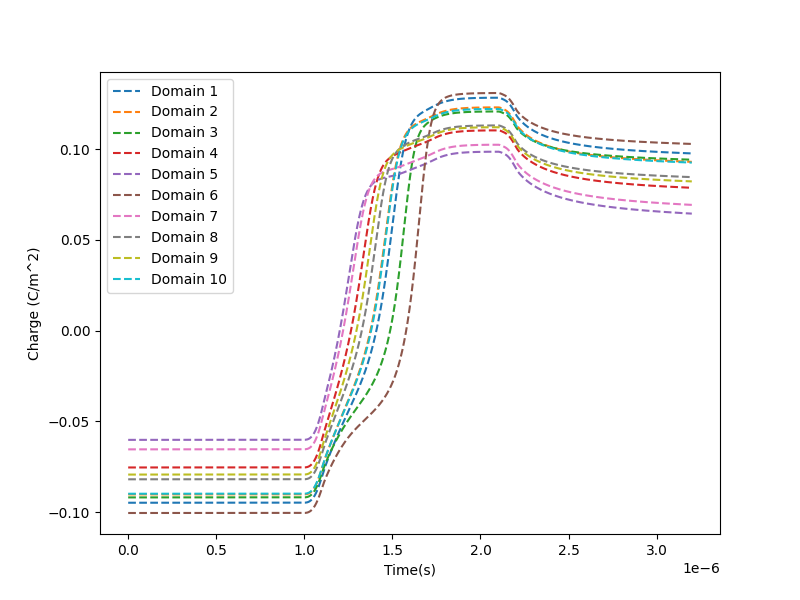 Domain 1
Domain 2
Domain 3
Domain 4
Domain 5
Domain 6
Domain 7
Domain 8
Domain 9
Domain 10
Charge (C/m^2)
0.10
0.05
0.00
−0.05
−0.10
0.0 0.5 1.0 1.5 2.0 2.5 3.0
Time(s)
1e−6